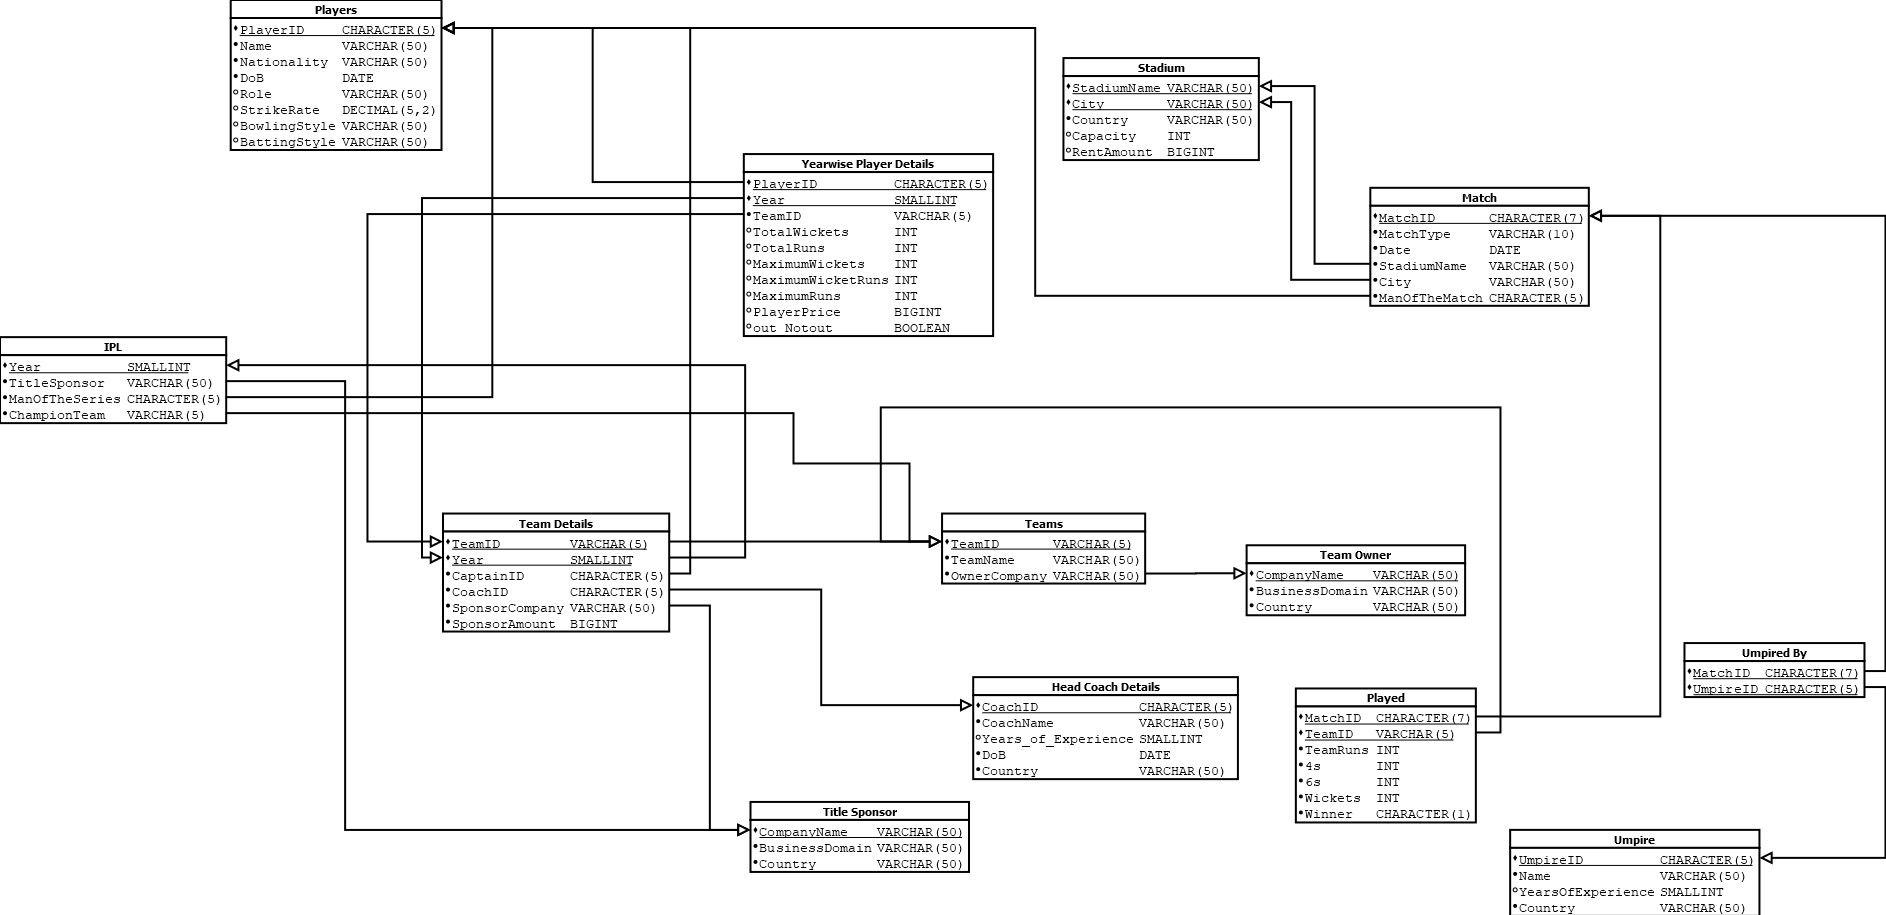 Players
PlayerID CHARACTER(5)
Name VARCHAR(50)
Nationality VARCHAR(50)
DoB DATE
Role VARCHAR(50)
StrikeRate DECIMAL(5,2)
BowlingStyle VARCHAR(50)
BattingStyle VARCHAR(50)
Stadium
StadiumName VARCHAR(50)
City VARCHAR(50)
Country VARCHAR(50)
Capacity INT
RentAmount BIGINT
Yearwise Player Details
PlayerID CHARACTER(5)
Year SMALLINT
TeamID VARCHAR(5)
TotalWickets INT
TotalRuns INT
MaximumWickets INT
MaximumWicketRuns INT
MaximumRuns INT
PlayerPrice BIGINT
out_Notout BOOLEAN
Match
MatchID CHARACTER(7)
MatchType VARCHAR(10)
Date DATE
StadiumName VARCHAR(50)
City VARCHAR(50)
ManOfTheMatch CHARACTER(5)
IPL
Year SMALLINT
TitleSponsor VARCHAR(50)
ManOfTheSeries CHARACTER(5)
ChampionTeam VARCHAR(5)
Team Details
TeamID VARCHAR(5)
Year SMALLINT
CaptainID CHARACTER(5)
CoachID CHARACTER(5)
SponsorCompany VARCHAR(50)
SponsorAmount BIGINT
Teams
TeamID VARCHAR(5)
TeamName VARCHAR(50)
OwnerCompany VARCHAR(50)
Team Owner
CompanyName VARCHAR(50)
BusinessDomain VARCHAR(50)
Country VARCHAR(50)
Umpired By
MatchID CHARACTER(7)
UmpireID CHARACTER(5)
Head Coach Details
CoachID CHARACTER(5)
CoachName VARCHAR(50)
Years_of_Experience SMALLINT
DoB DATE
Country VARCHAR(50)
Played
MatchID CHARACTER(7)
TeamID VARCHAR(5)
TeamRuns INT
4s INT
6s INT
Wickets INT
Winner CHARACTER(1)
Title Sponsor
CompanyName VARCHAR(50)
BusinessDomain VARCHAR(50)
Country VARCHAR(50)
Umpire
UmpireID CHARACTER(5)
Name VARCHAR(50)
YearsOfExperience SMALLINT
Country VARCHAR(50)